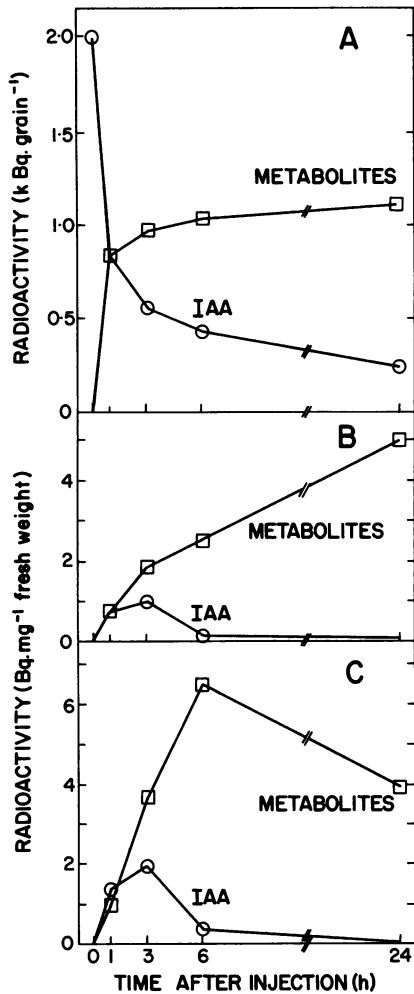 A
2·0
1·5
1·0
0·5
0
RADIOACTIVITY (k Bq. grain⁻¹)
METABOLITES
IAA
B
4
2
0
METABOLITES
IAA
RADIOACTIVITY (Bq.mg⁻¹ fresh weight)
C
6
4
2
0
METABOLITES
IAA
0 1 3 6 24
TIME AFTER INJECTION (h)